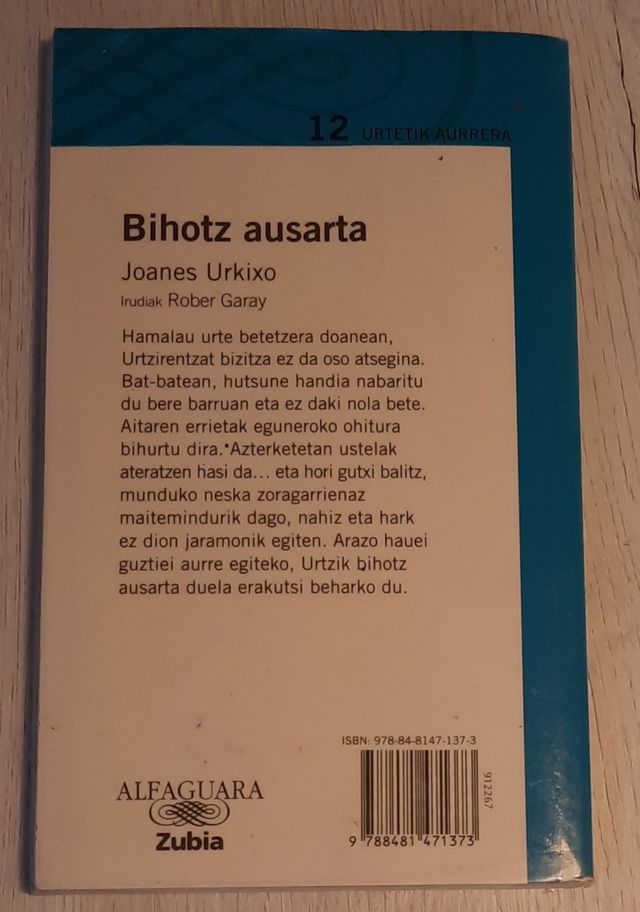 12 URTETIK AURRERA
Bihotz ausarta
Joanes Urkixo
Irudiak Rober Garay
Hamalau urte betetzera doanean,
Urtzirentzat bizitza ez da oso atsegina.
Bat-batean, hutsune handia nabaritu
du bere barruan eta ez daki nola bete.
Aitaren errietak eguneroko ohitura
bihurtu dira. Azterketetan ustelak
ateratzen hasi da... eta hori gutxi balitz,
munduko neska zoragarrienaz
maitemindurik dago, nahiz eta hark
ez dion jaramonik egiten. Arazo hauei
guztiei aurre egiteko, Urtzik bihotz
ausarta duela erakutsi beharko du.
ISBN: 978-84-8147-137-3
912267
9 788481 471373
ALFAGUARA
Zubia